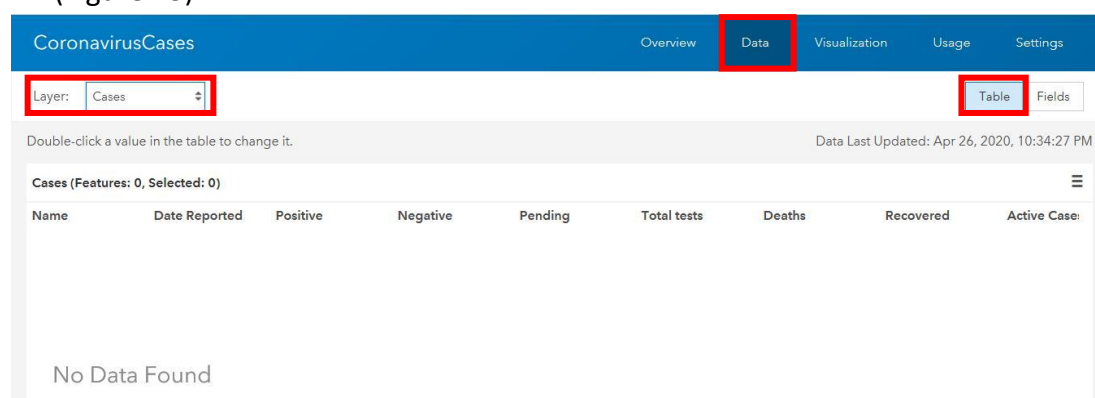 CoronavirusCases Overview Data Visualization Usage Settings
Layer: Cases Table Fields
Double-click a value in the table to change it. Data Last Updated: Apr 26, 2020, 10:34:27 PM
Cases (Features: 0, Selected: 0)
Name Date Reported Positive Negative Pending Total tests Deaths Recovered Active Case
No Data Found